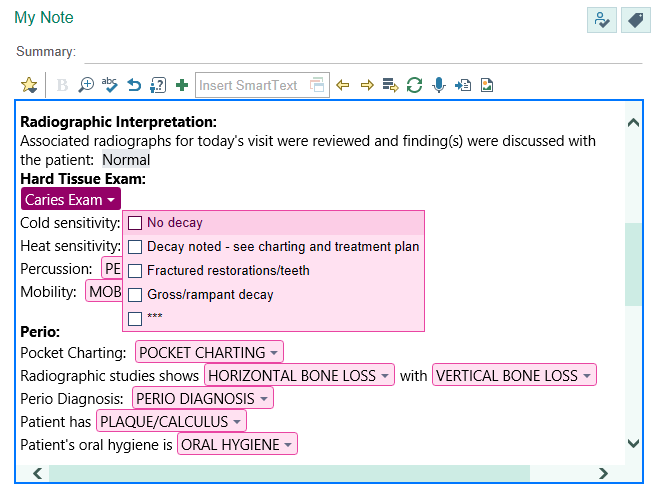 My Note
Summary:
B abc Insert SmartText
Radiographic Interpretation:
Associated radiographs for today's visit were reviewed and finding(s) were discussed with
the patient: Normal
Hard Tissue Exam:
Caries Exam
Cold sensitivity:
No decay
Heat sensitivity:
Decay noted - see charting and treatment plan
Percussion: PE
Fractured restorations/teeth
Mobility: MOB
Gross/rampant decay
***
Perio:
Pocket Charting: POCKET CHARTING
Radiographic studies shows HORIZONTAL BONE LOSS with VERTICAL BONE LOSS
Perio Diagnosis: PERIO DIAGNOSIS
Patient has PLAQUE/CALCULUS
Patient's oral hygiene is ORAL HYGIENE